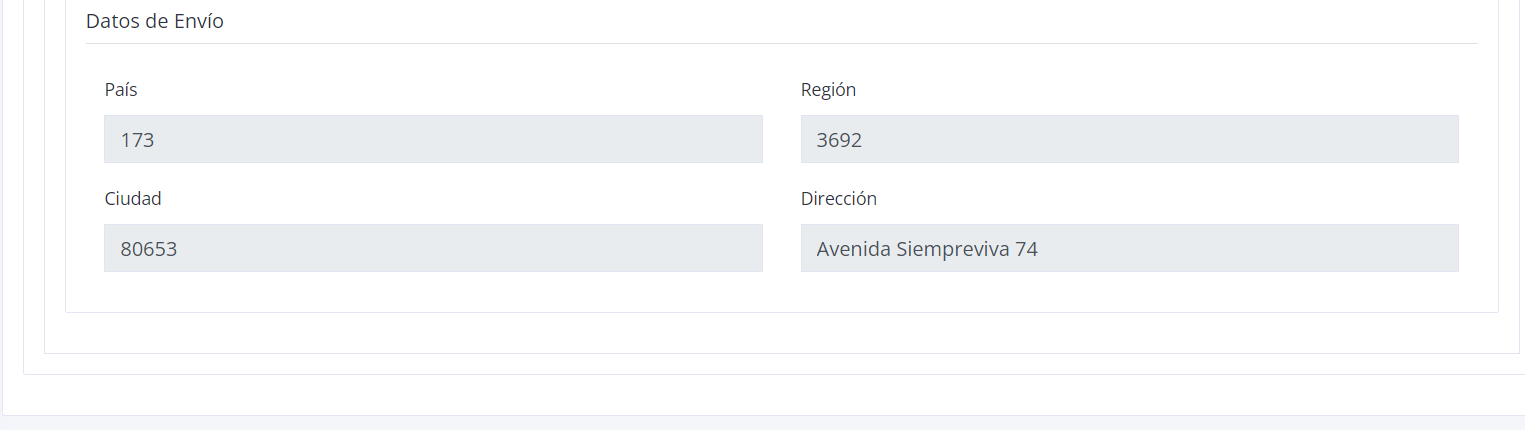 Datos de Envío
País
Región
173
3692
Ciudad
Dirección
80653
Avenida Siempreviva 74